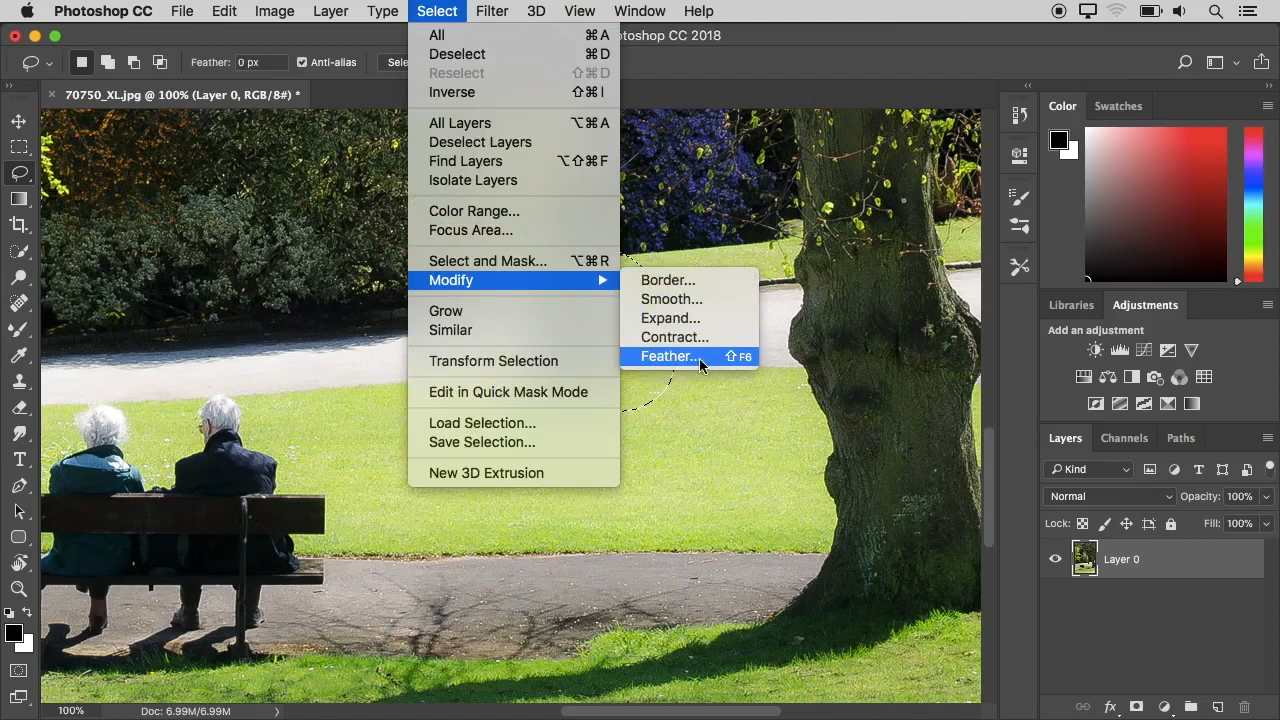 Photoshop CC File Edit Image Layer Type Select Filter 3D View Window Help
toshop CC 2018
Feather: 0 px Anti-alias Sele
× 70750_XL.jpg @ 100% (Layer 0, RGB/8#) *
All ⌘A
Deselect ⌘D
Reselect ⇧⌘D
Inverse ⇧⌘I
All Layers ⌥⌘A
Deselect Layers
Find Layers ⌥⇧⌘F
Isolate Layers
Color Range...
Focus Area...
Select and Mask... ⌥⌘R
Modify
Grow
Similar
Transform Selection
Edit in Quick Mask Mode
Load Selection...
Save Selection...
New 3D Extrusion
Border...
Smooth...
Expand...
Contract...
Feather... ⇧F6
Color Swatches
Libraries Adjustments
Add an adjustment
Layers Channels Paths
Kind
Normal Opacity: 100%
Lock: Fill: 100%
Layer 0
fx
T
100% Doc: 6.99M/6.99M